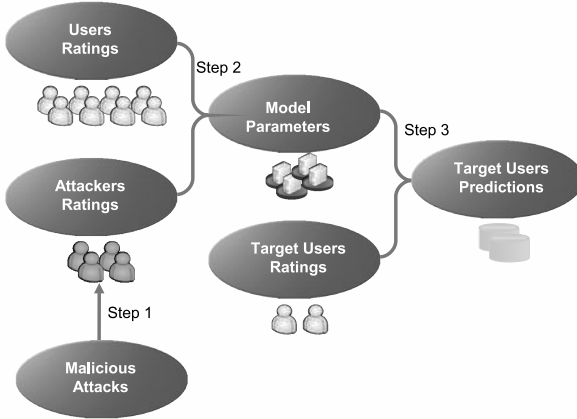 Users
Ratings
Step 2
Model
Parameters
Step 3
Target Users
Predictions
Attackers
Ratings
Target Users
Ratings
Step 1
Malicious
Attacks